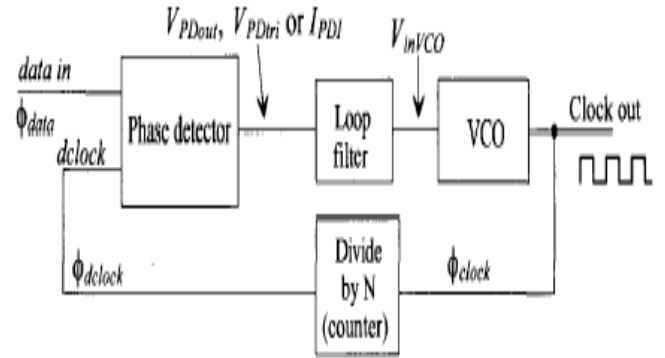 V_PDout, V_PDtri or I_PDI
V_inVCO
data in
ϕ_data
dclock
Phase detector
Loop
filter
VCO
Clock out
ϕ_dclock
Divide
by N
(counter)
ϕ_clock